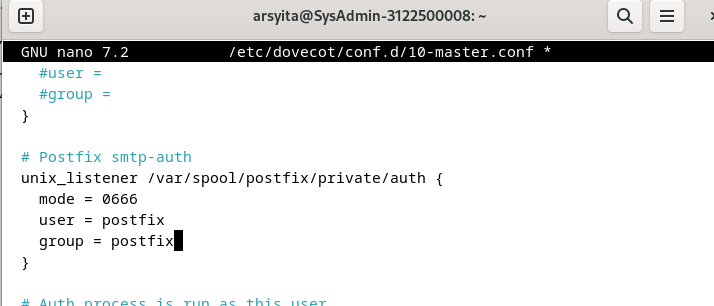 arsyita@SysAdmin-3122500008: ~
GNU nano 7.2 /etc/dovecot/conf.d/10-master.conf *
#user =
#group =
}
# Postfix smtp-auth
unix_listener /var/spool/postfix/private/auth {
mode = 0666
user = postfix
group = postfix
}
# Auth process is run as this user.